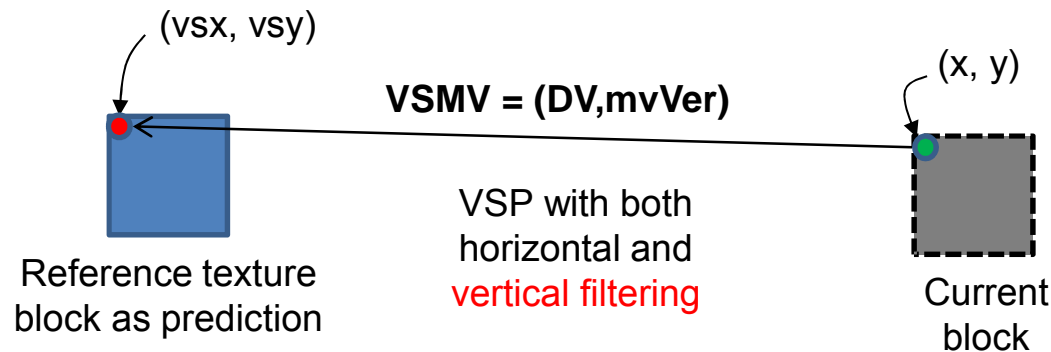 (vsx, vsy)
(x, y)
VSMV = (DV,mvVer)
VSP with both
horizontal and
vertical filtering
Reference texture
block as prediction
Current
block